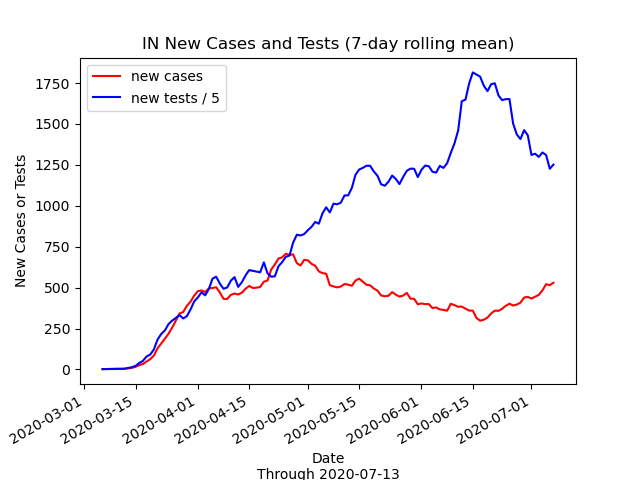 IN New Cases and Tests (7-day rolling mean)
new cases
new tests / 5
1750
1500
1250
1000
750
500
250
0
New Cases or Tests
2020-03-01
2020-03-15
2020-04-01
2020-04-15
2020-05-01
2020-05-15
2020-06-01
2020-06-15
2020-07-01
Date
Through 2020-07-13